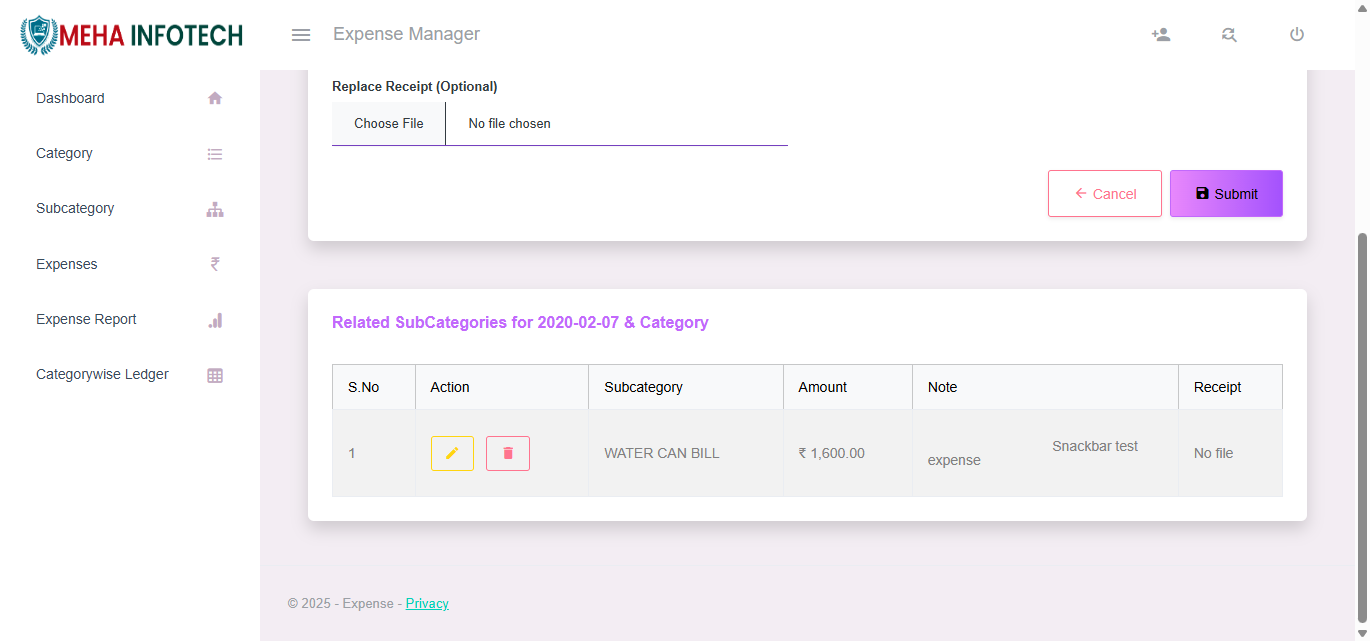 MEHA INFOTECH
Expense Manager
Dashboard
Category
Subcategory
Expenses
Expense Report
Categorywise Ledger
Replace Receipt (Optional)
Choose File No file chosen
Cancel Submit
Related SubCategories for 2020-02-07 & Category
S.No Action Subcategory Amount Note Receipt
1 WATER CAN BILL ₹ 1,600.00 Snackbar test No file
expense
© 2025 - Expense - Privacy